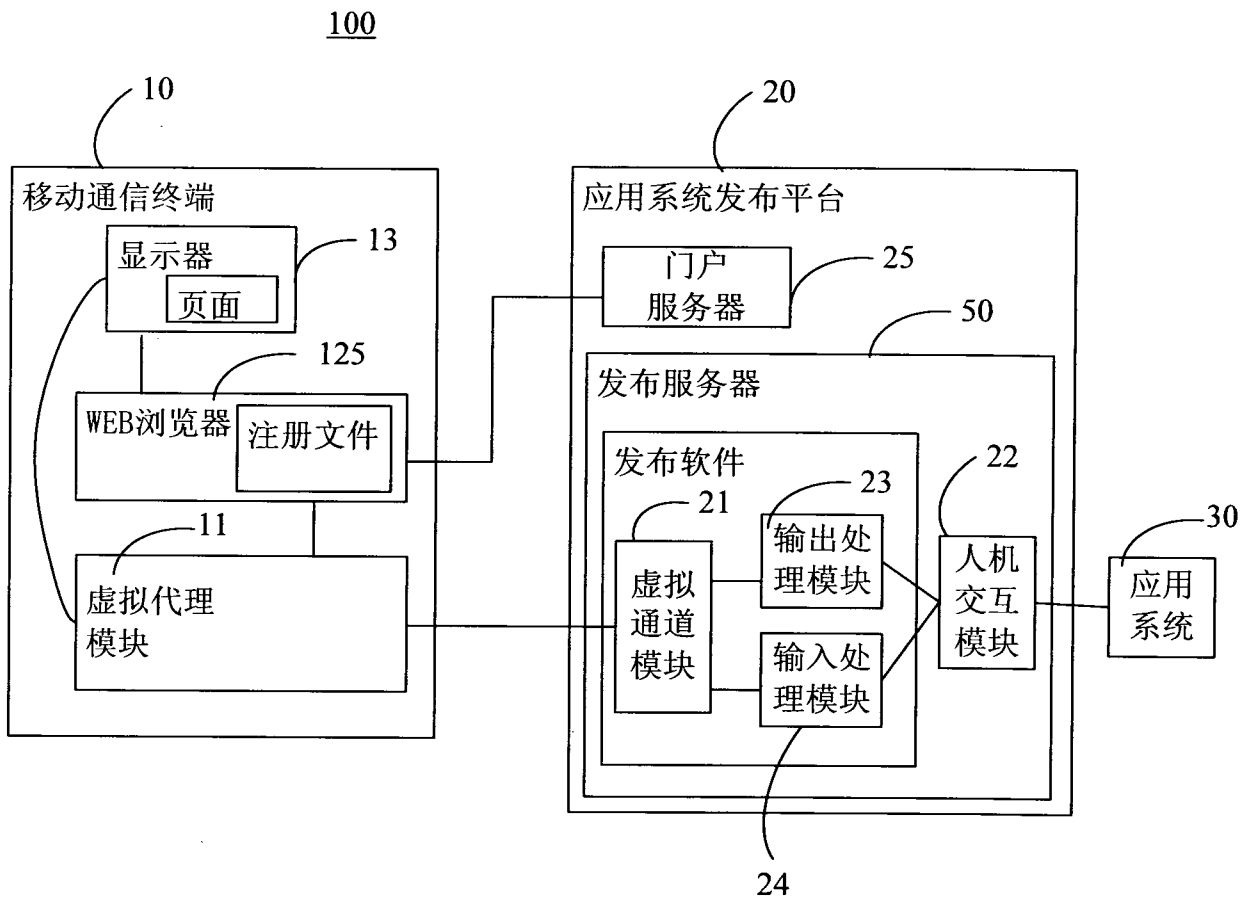 100
10
20
移动通信终端
显示器
页面
13
125
WEB浏览器
注册文件
11
虚拟代理
模块
应用系统发布平台
门户
服务器
25
50
发布服务器
发布软件
21
虚拟
通道
模块
23
输出处
理模块
输入处
理模块
24
22
人机
交互
模块
30
应用
系统